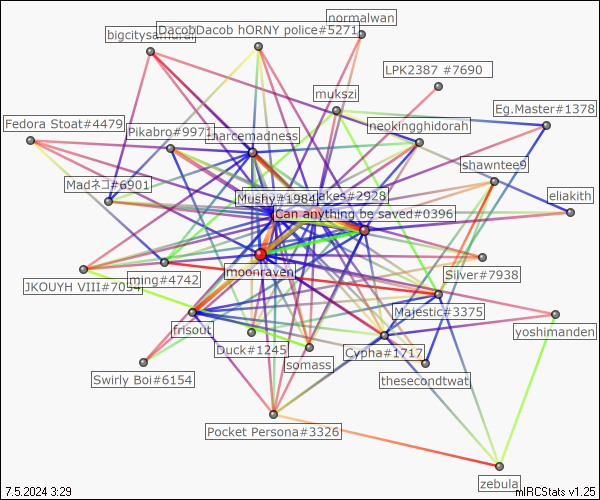 normalwan
DacobDacob hORNY police#5271
bigcitysamurai
LPK2387 #7690
mukszi
Eg.Master#1378
Fedora Stoat#4479
Pikabro#9971
neokingghidorah
harcemadness
shawntee9
Madネコ#6901
Mushy#1984
akes#2928
eliakith
Can anything be saved#0396
moonraven
Silver#7938
ming#4742
JKOUYH VIII#7054
Majestic#3375
frisout
yoshimanden
Duck#1245
Cypha#1717
somass
Swirly Boi#6154
thesecondtwat
Pocket Persona#3326
zebula
7.5.2024 3:29
mIRCStats v1.25